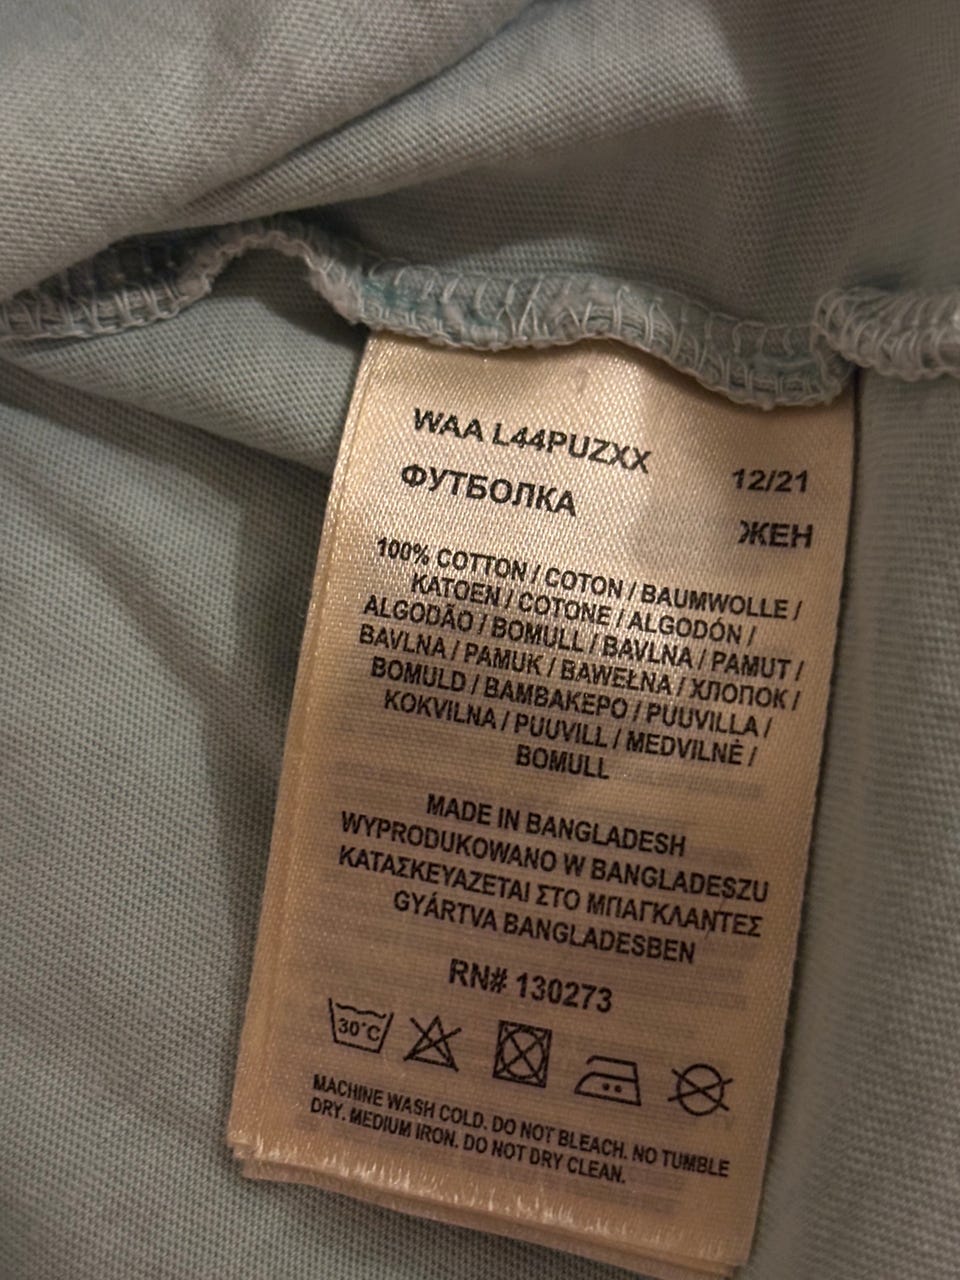 WAA L44PUZXX
12/21
ФУТБОЛКА
ЖЕН
100% COTTON / COTON / BAUMWOLLE /
KATOEN / COTONE / ALGODÓN /
ALGODÃO / BOMULL / BAVLNA / PAMUT /
BAVLNA / PAMUK / BAWEŁNA / ХЛОПОК /
BOMULD / BAMBAKEPO / PUUVILLA /
KOKVILNA / PUUVILL / MEDVILNĖ /
BOMULL
MADE IN BANGLADESH
WYPRODUKOWANO W BANGLADESZU
ΚΑΤΑΣΚΕΥΑΖΕΤΑΙ ΣΤΟ ΜΠΑΓΚΛΑΝΤΕΣ
GYÁRTVA BANGLADESBEN
RN# 130273
30°C
MACHINE WASH COLD. DO NOT BLEACH. NO TUMBLE
DRY. MEDIUM IRON. DO NOT DRY CLEAN.